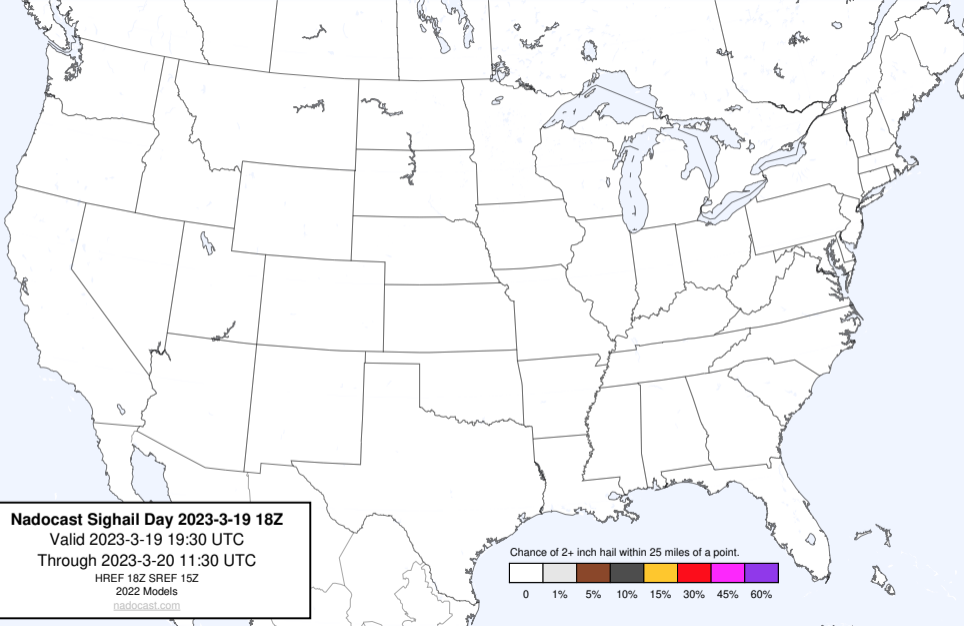 Nadocast Sighail Day 2023-3-19 18Z
Valid 2023-3-19 19:30 UTC
Through 2023-3-20 11:30 UTC
HREF 18Z SREF 15Z
2022 Models
nadocast.com
Chance of 2+ inch hail within 25 miles of a point.
0 1% 5% 10% 15% 30% 45% 60%